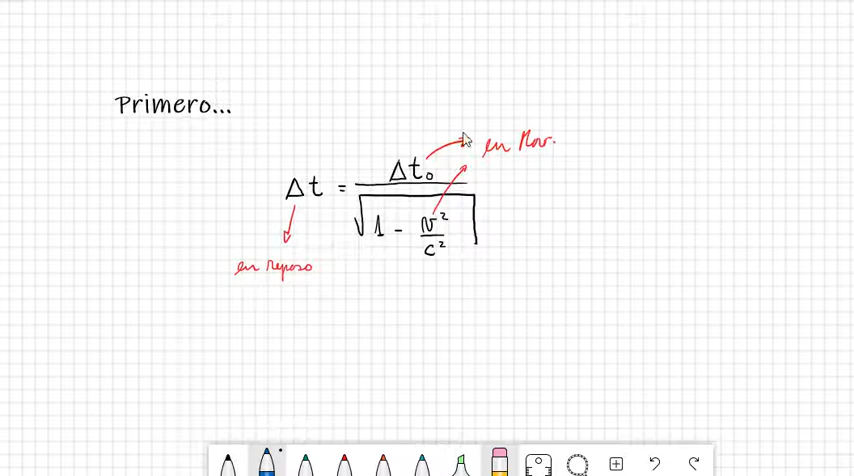 Primero...
en Mov.
Δt = Δt₀ / √(1 - v²/c²)
en reposo